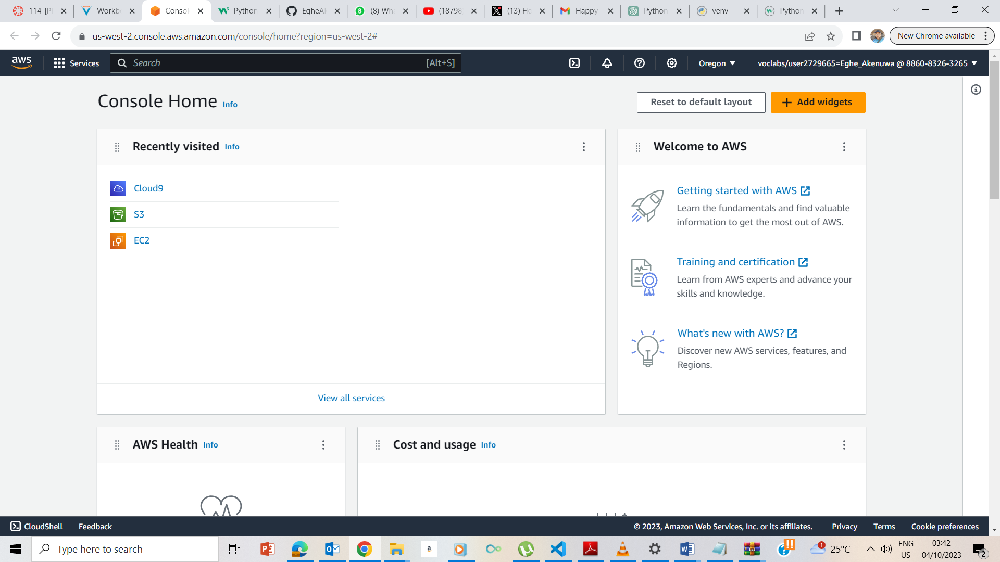 114-[Pl
Workb
Consol
Python
EgheAk
(8) Wha
(18798
(13) Ho
Happy
Python
venv —
Python
us-west-2.console.aws.amazon.com/console/home?region=us-west-2#
New Chrome available
aws
Services
Search
[Alt+S]
Oregon
voclabs/user2729665=Eghe_Akenuwa @ 8860-8326-3265
Console Home Info
Reset to default layout
Add widgets
Recently visited Info
Cloud9
S3
EC2
View all services
Welcome to AWS
Getting started with AWS
Learn the fundamentals and find valuable
information to get the most out of AWS.
Training and certification
Learn from AWS experts and advance your
skills and knowledge.
What's new with AWS?
Discover new AWS services, features, and
Regions.
AWS Health Info
Cost and usage Info
CloudShell
Feedback
© 2023, Amazon Web Services, Inc. or its affiliates.
Privacy
Terms
Cookie preferences
Type here to search
a
1
25°C
ENG
US
03:42
04/10/2023
2